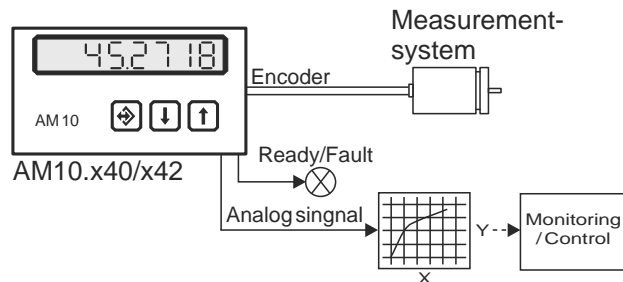 Measurement-
system
45.2718
Encoder
AM 10
Ready/Fault
AM10.x40/x42
Analog singnal
Y
Monitoring
/ Control
X